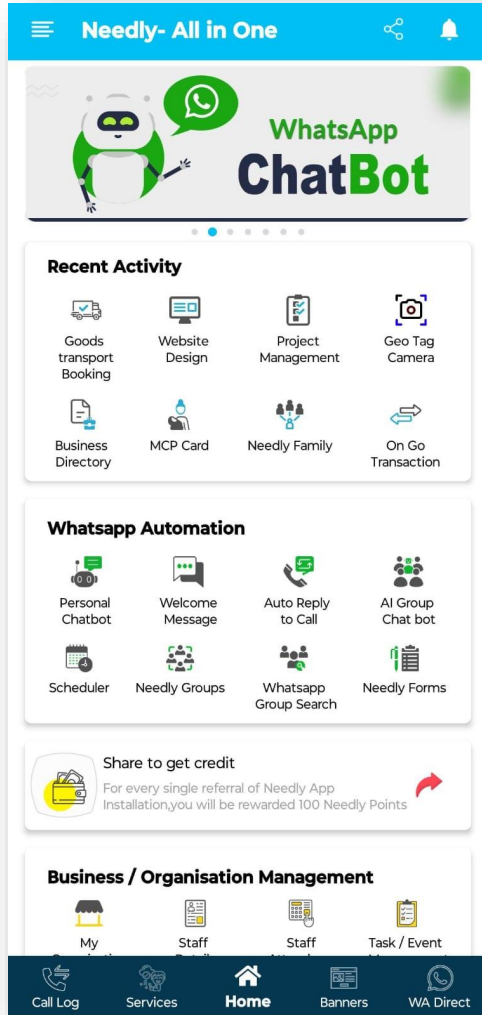 Needly- All in One
WhatsApp
ChatBot
Recent Activity
Goods
transport
Booking
Website
Design
Project
Management
Geo Tag
Camera
Business
Directory
MCP Card
Needly Family
On Go
Transaction
Whatsapp Automation
Personal
Chatbot
Welcome
Message
Auto Reply
to Call
AI Group
Chat bot
Scheduler
Needly Groups
Whatsapp
Group Search
Needly Forms
Share to get credit
For every single referral of Needly App
Installation,you will be rewarded 100 Needly Points
Business / Organisation Management
My
Staff
Staff
Task / Event
Call Log
Services
Home
Banners
WA Direct